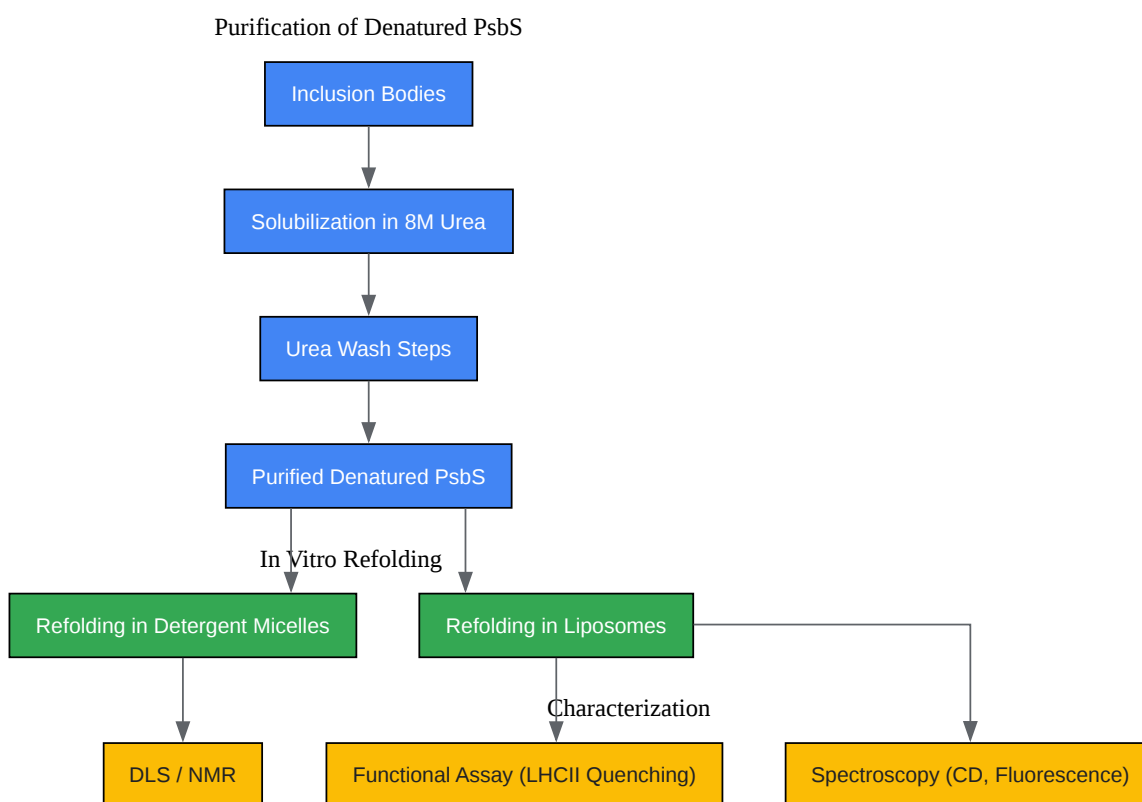 Purification of Denatured PsbS
Inclusion Bodies
Solubilization in 8M Urea
Urea Wash Steps
Purified Denatured PsbS
In Vitro Refolding
Refolding in Detergent Micelles
Refolding in Liposomes
Characterization
DLS / NMR
Functional Assay (LHCII Quenching)
Spectroscopy (CD, Fluorescence)